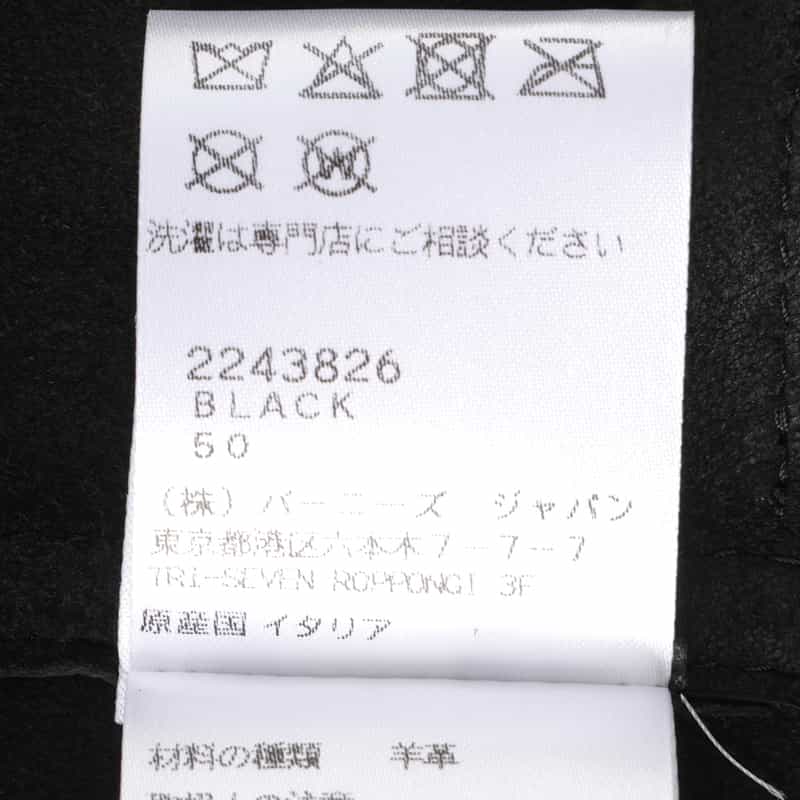 洗濯は専門店にご相談ください
2243826
BLACK
50
(株) バーニーズ ジャパン
東京都港区六本木7-7-7
TRI-SEVEN ROPPONGI 3F
原産国 イタリア
材料の種類 羊革